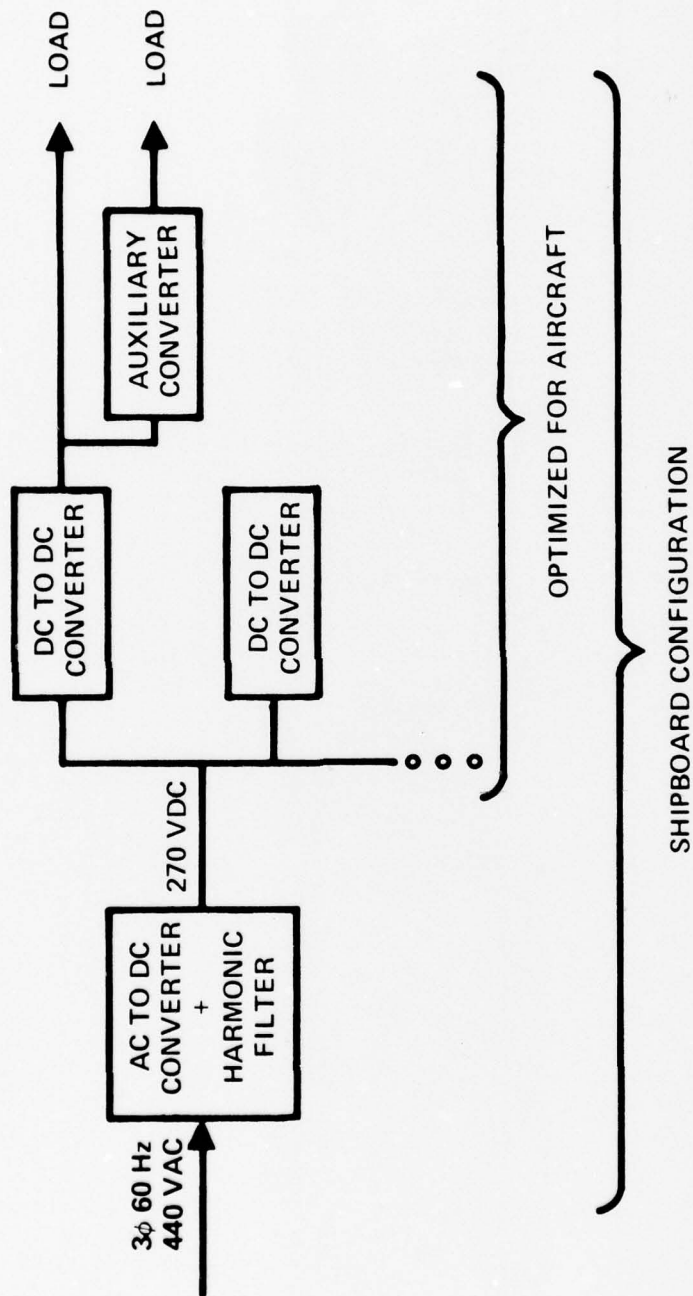 3φ 60 Hz
440 VAC
AC TO DC
CONVERTER
+
HARMONIC
FILTER
270 VDC
DC TO DC
CONVERTER
DC TO DC
CONVERTER
AUXILIARY
CONVERTER
LOAD
LOAD
OPTIMIZED FOR AIRCRAFT
SHIPBOARD CONFIGURATION